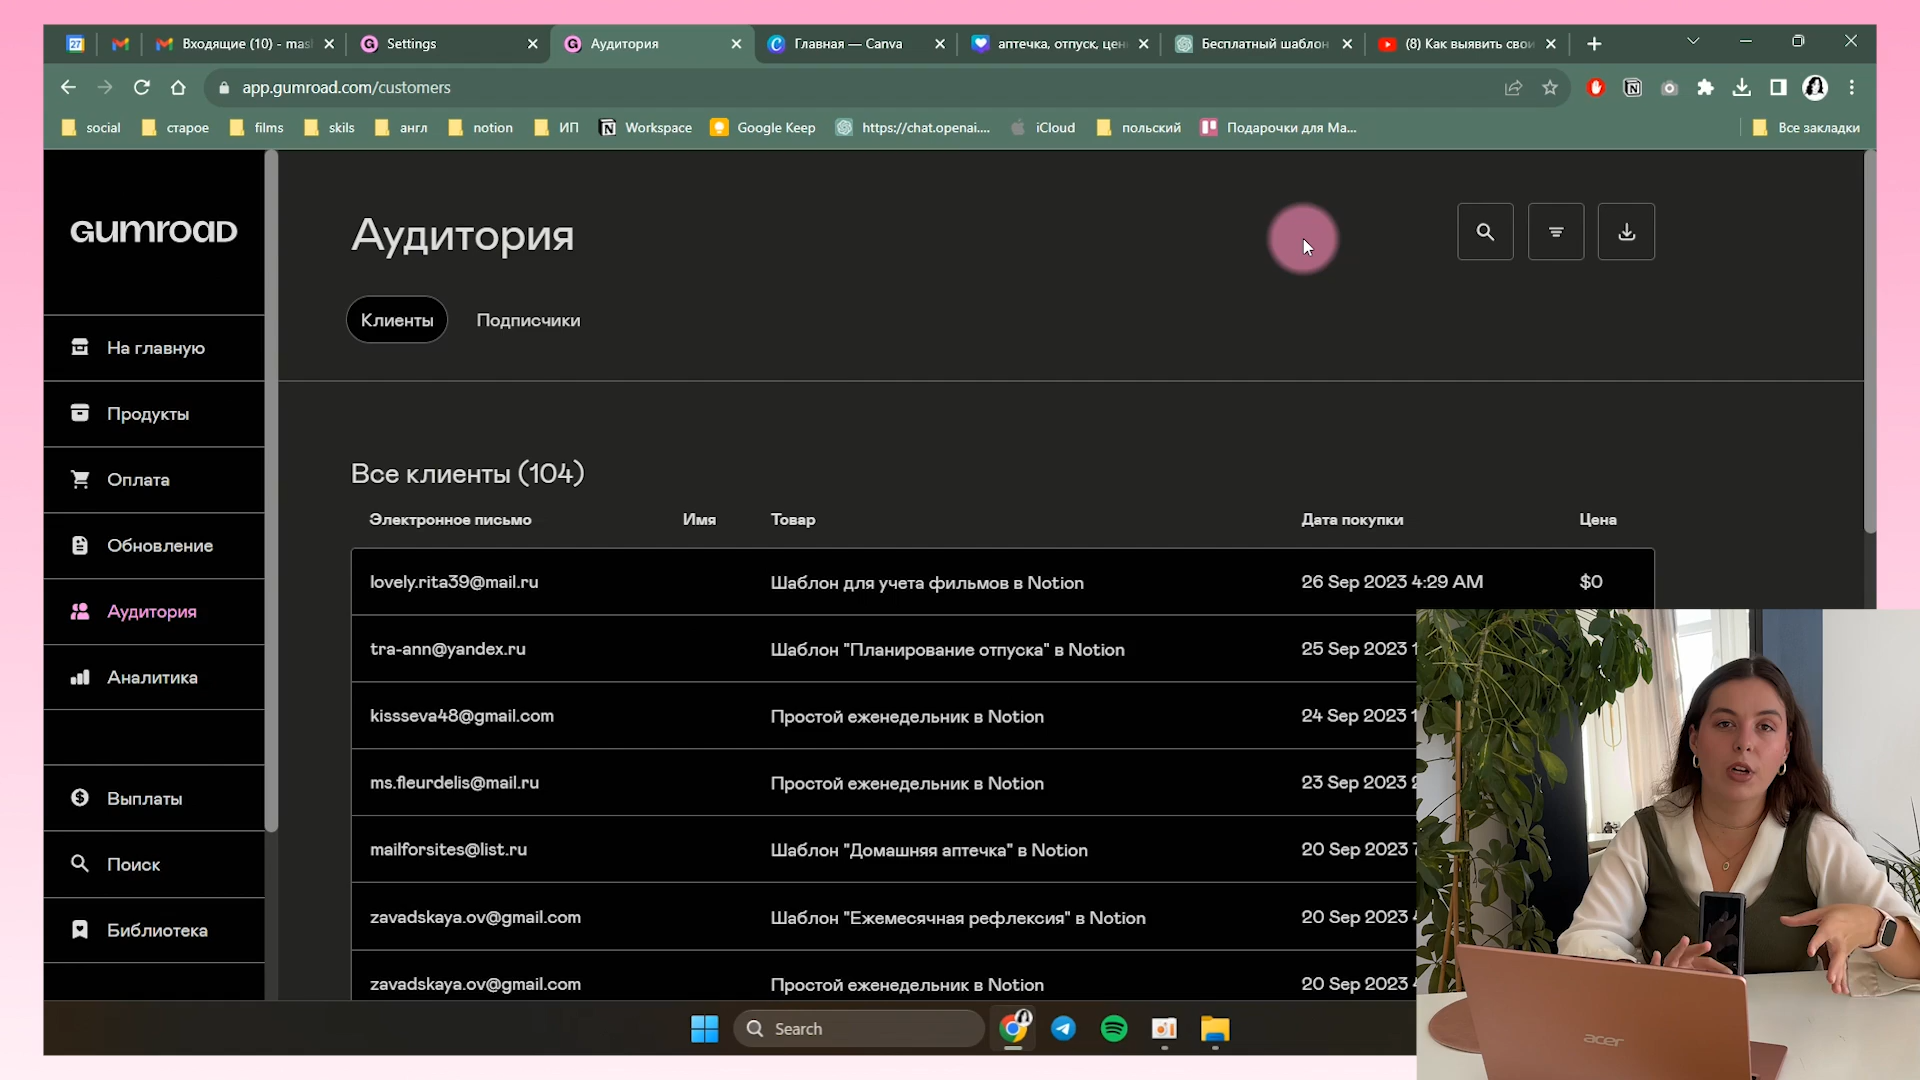 27
Входящие (10) - mas
Settings
Аудитория
Главная — Canva
аптечка, отпуск, цен
Бесплатный шаблон
(8) Как выявить свои
app.gumroad.com/customers
social
старое
films
skils
англ
notion
ИП
Workspace
Google Keep
https://chat.openai....
iCloud
польский
Подарочки для Ma...
Все закладки
GUMROAD
На главную
Продукты
Оплата
Обновление
Аудитория
Аналитика
Выплаты
Поиск
Библиотека
Аудитория
Клиенты
Подписчики
Все клиенты (104)
Электронное письмо Имя Товар Дата покупки Цена
lovely.rita39@mail.ru Шаблон для учета фильмов в Notion 26 Sep 2023 4:29 AM $0
tra-ann@yandex.ru Шаблон "Планирование отпуска" в Notion 25 Sep 2023 1
kissseva48@gmail.com Простой еженедельник в Notion 24 Sep 2023 1
ms.fleurdelis@mail.ru Простой еженедельник в Notion 23 Sep 2023
mailforsites@list.ru Шаблон "Домашняя аптечка" в Notion 20 Sep 2023
zavadskaya.ov@gmail.com Шаблон "Ежемесячная рефлексия" в Notion 20 Sep 2023
zavadskaya.ov@gmail.com Простой еженедельник в Notion 20 Sep 2023
Search
acer